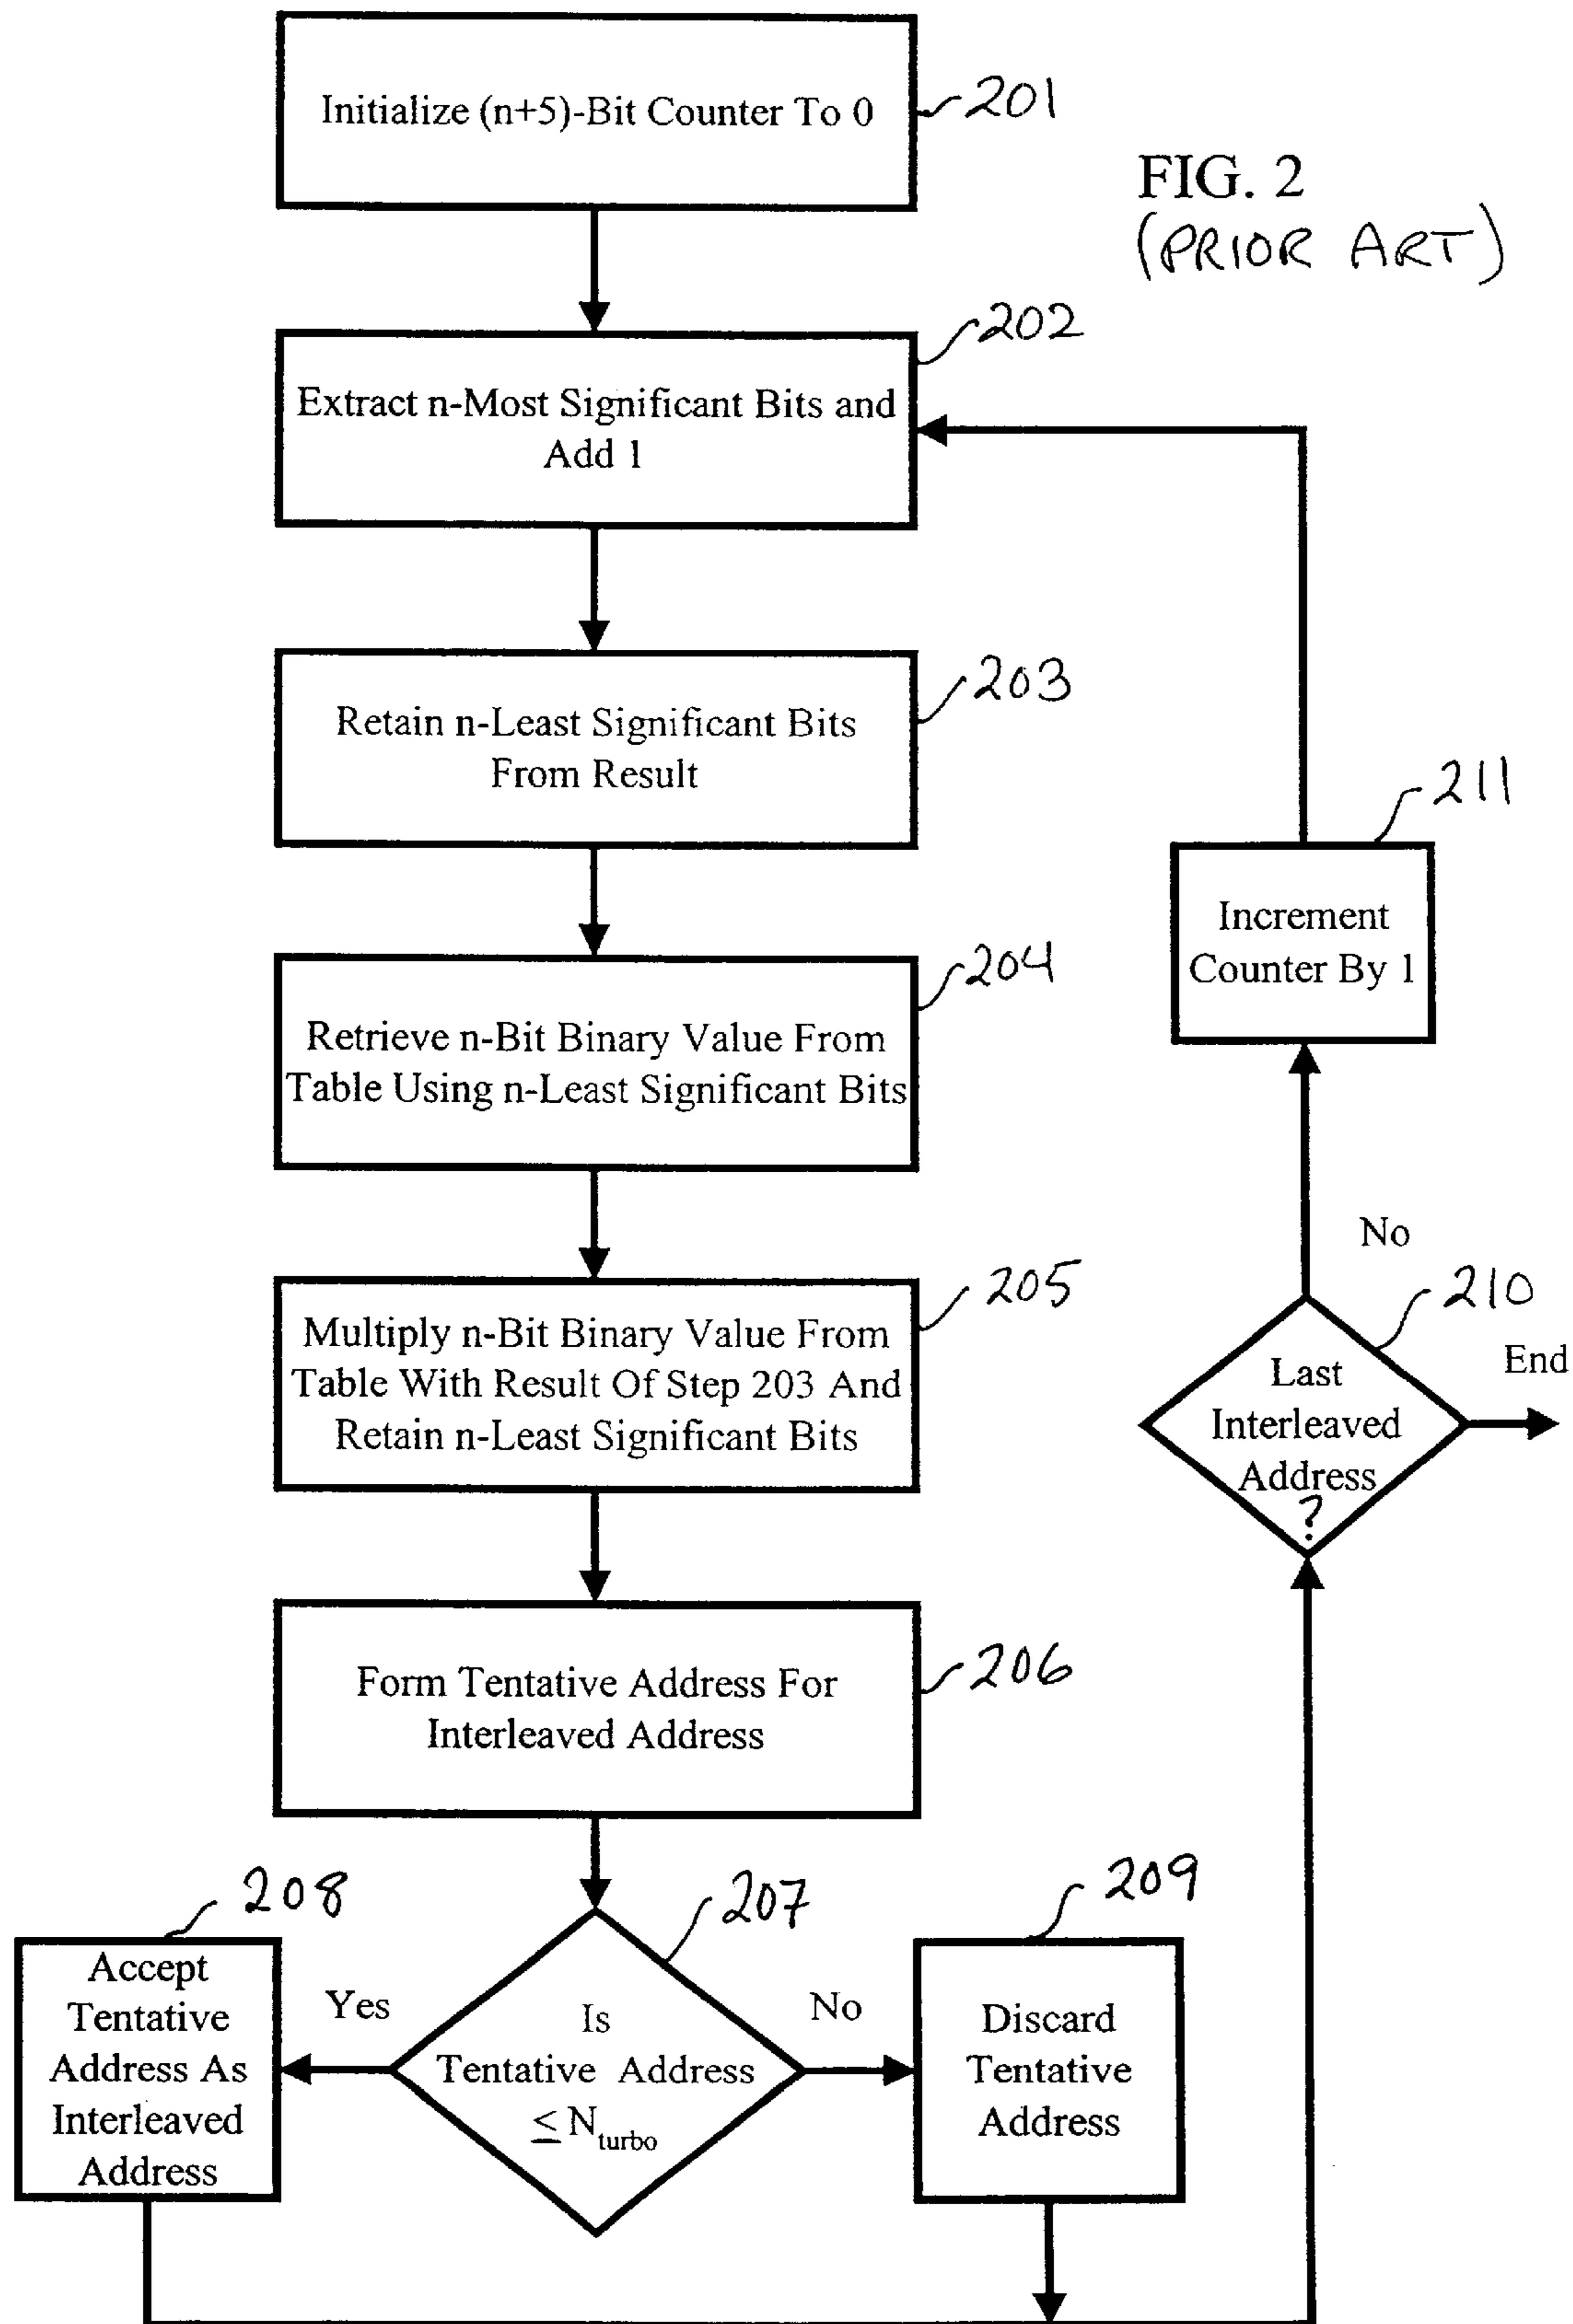 Initialize (n+5)-Bit Counter To 0
201
FIG. 2
(PRIOR ART)
202
Extract n-Most Significant Bits and
Add 1
203
Retain n-Least Significant Bits
From Result
211
Increment
Counter By 1
204
Retrieve n-Bit Binary Value From
Table Using n-Least Significant Bits
No
205
Multiply n-Bit Binary Value From
Table With Result Of Step 203 And
Retain n-Least Significant Bits
210
End
Last
Interleaved
Address
?
206
Form Tentative Address For
Interleaved Address
208
207
209
Accept
Tentative
Address As
Interleaved
Address
Yes
Is
Tentative Address
≤ Nturbo
No
Discard
Tentative
Address